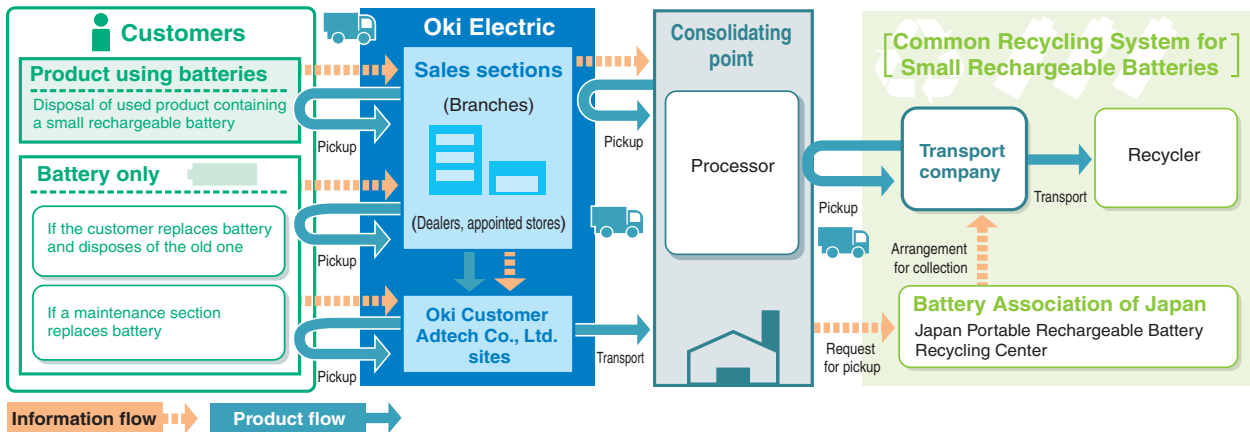 Customers
Product using batteries
Disposal of used product containing
a small rechargeable battery
Pickup
Battery only
If the customer replaces battery
and disposes of the old one
Pickup
If a maintenance section
replaces battery
Pickup
Oki Electric
Sales sections
(Branches)
(Dealers, appointed stores)
Oki Customer
Adtech Co., Ltd.
sites
Pickup
Transport
Consolidating
point
Processor
Pickup
Request
for pickup
[Common Recycling System for
Small Rechargeable Batteries]
Transport
company
Transport
Recycler
Arrangement
for collection
Battery Association of Japan
Japan Portable Rechargeable Battery
Recycling Center
Information flow
Product flow